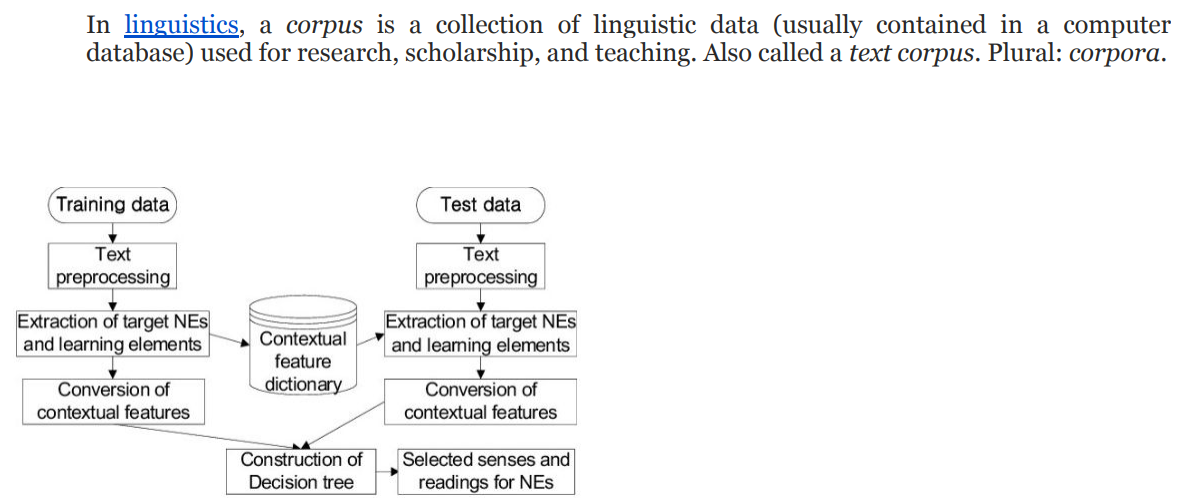 In linguistics, a corpus is a collection of linguistic data (usually contained in a computer
database) used for research, scholarship, and teaching. Also called a text corpus. Plural: corpora.
Training data
Test data
Text
preprocessing
Text
preprocessing
Extraction of target NEs
and learning elements
Contextual
feature
dictionary
Extraction of target NEs
and learning elements
Conversion of
contextual features
Conversion of
contextual features
Construction of
Decision tree
Selected senses and
readings for NEs